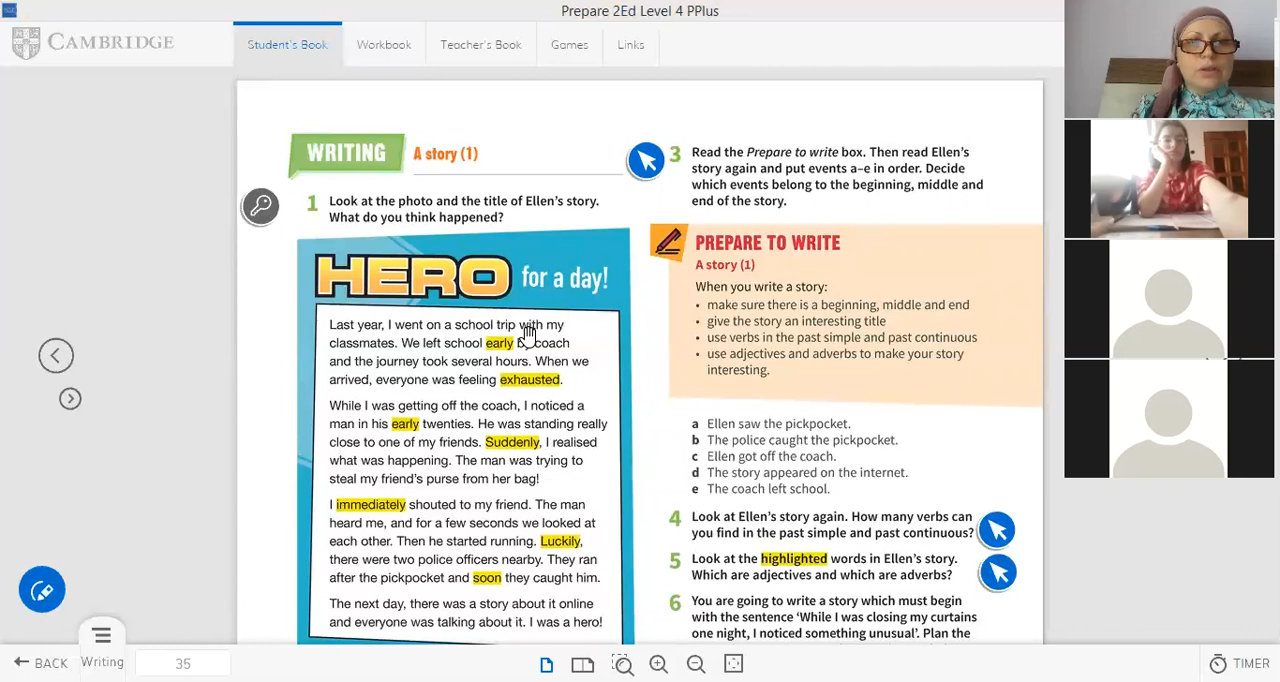 Prepare 2Ed Level 4 PPlus
CAMBRIDGE
Student's Book
Workbook
Teacher's Book
Games
Links
WRITING
A story (1)
1 Look at the photo and the title of Ellen's story.
What do you think happened?
HERO for a day!
Last year, I went on a school trip with my
classmates. We left school early coach
and the journey took several hours. When we
arrived, everyone was feeling exhausted.
While I was getting off the coach, I noticed a
man in his early twenties. He was standing really
close to one of my friends. Suddenly, I realised
what was happening. The man was trying to
steal my friend's purse from her bag!
I immediately shouted to my friend. The man
heard me, and for a few seconds we looked at
each other. Then he started running. Luckily,
there were two police officers nearby. They ran
after the pickpocket and soon they caught him.
The next day, there was a story about it online
and everyone was talking about it. I was a hero!
3 Read the Prepare to write box. Then read Ellen's
story again and put events a–e in order. Decide
which events belong to the beginning, middle and
end of the story.
PREPARE TO WRITE
A story (1)
When you write a story:
• make sure there is a beginning, middle and end
• give the story an interesting title
• use verbs in the past simple and past continuous
• use adjectives and adverbs to make your story
interesting.
a Ellen saw the pickpocket.
b The police caught the pickpocket.
c Ellen got off the coach.
d The story appeared on the internet.
e The coach left school.
4 Look at Ellen's story again. How many verbs can
you find in the past simple and past continuous?
5 Look at the highlighted words in Ellen's story.
Which are adjectives and which are adverbs?
6 You are going to write a story which must begin
with the sentence 'While I was closing my curtains
one night, I noticed something unusual'. Plan the
BACK
Writing
35
TIMER